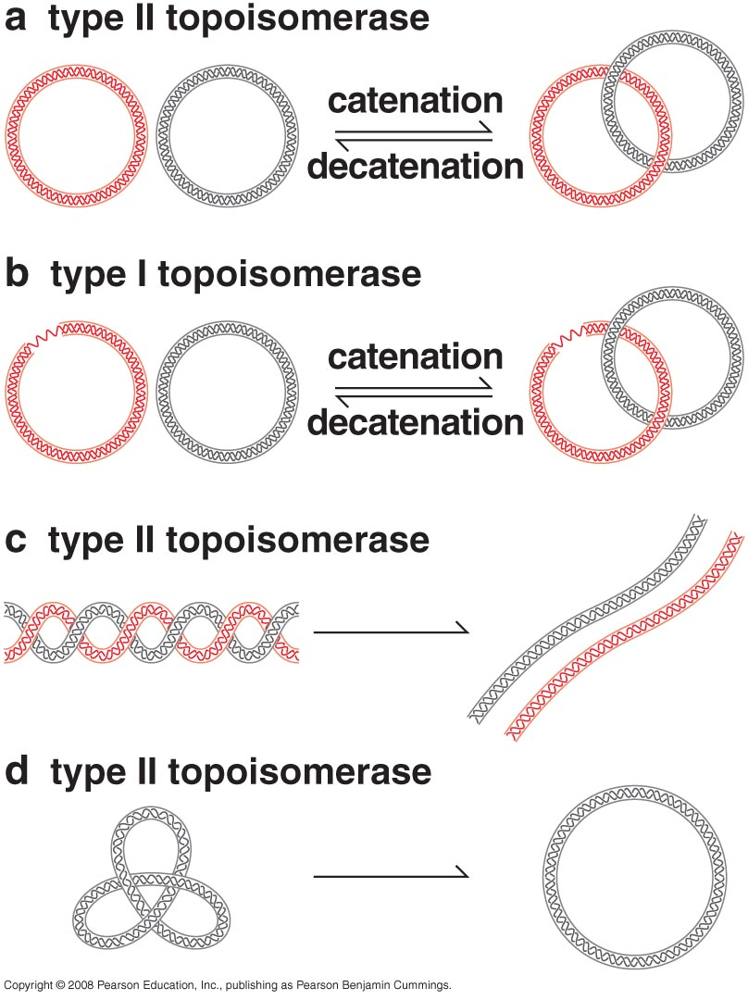 a type II topoisomerase
catenation
decatenation
b type I topoisomerase
catenation
decatenation
c type II topoisomerase
d type II topoisomerase
Copyright © 2008 Pearson Education, Inc., publishing as Pearson Benjamin Cummings.